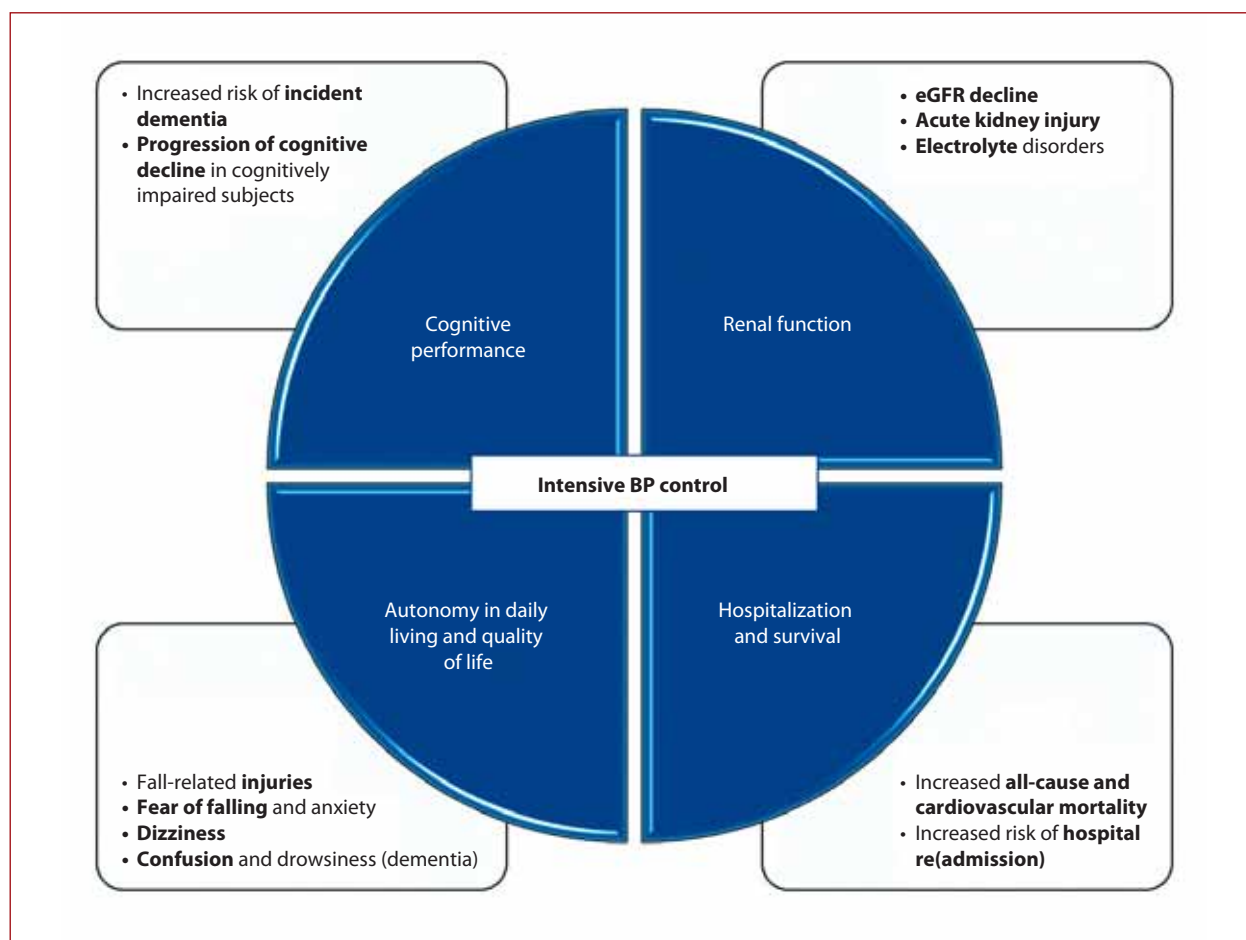 • Increased risk of incident
dementia
• Progression of cognitive
decline in cognitively
impaired subjects
• eGFR decline
• Acute kidney injury
• Electrolyte disorders
Cognitive
performance
Renal function
Intensive BP control
Autonomy in daily
living and quality
of life
Hospitalization
and survival
• Fall-related injuries
• Fear of falling and anxiety
• Dizziness
• Confusion and drowsiness (dementia)
• Increased all-cause and
cardiovascular mortality
• Increased risk of hospital
re(admission)